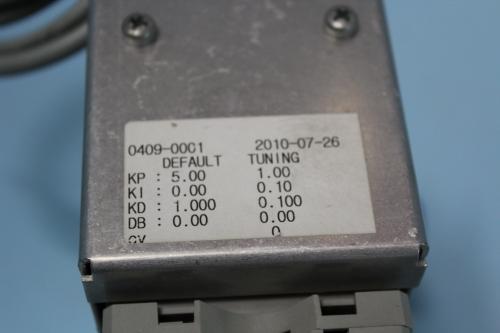 0409-00C1 2010-07-26
DEFAULT TUNING
KP : 5.00 1.00
KI : 0.00 0.10
KD : 1.000 0.100
DB : 0.00 0.00